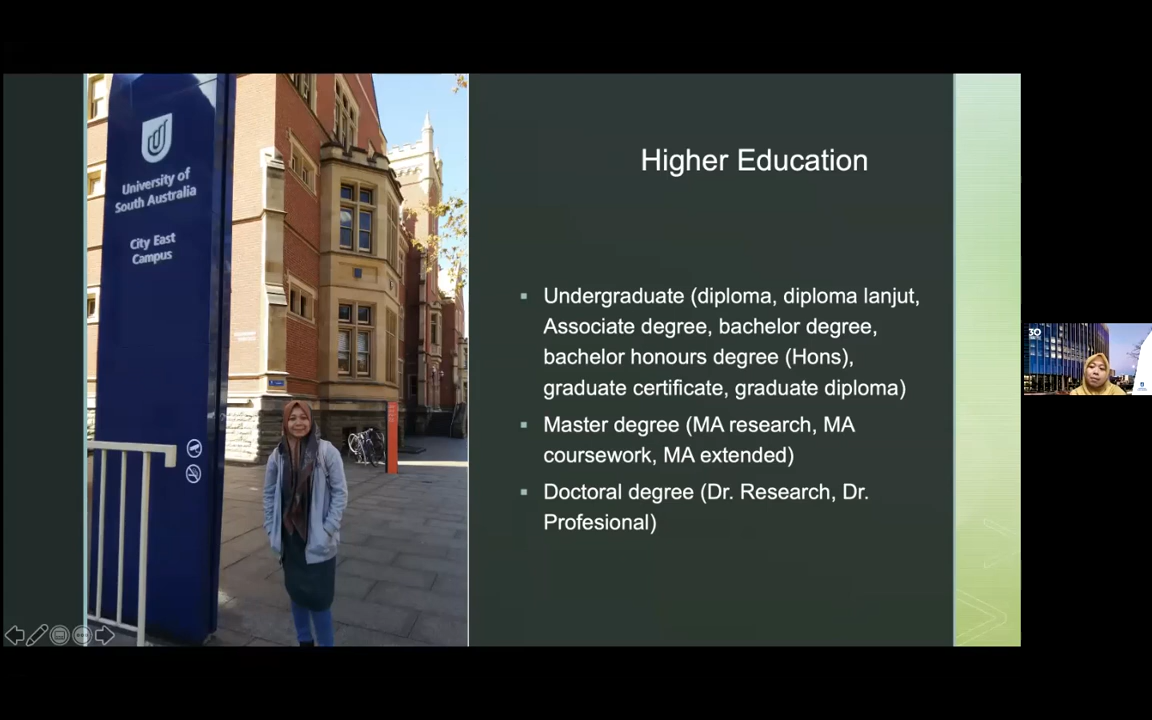 University of
South Australia
City East
Campus
Higher Education
Undergraduate (diploma, diploma lanjut,
Associate degree, bachelor degree,
bachelor honours degree (Hons),
graduate certificate, graduate diploma)
Master degree (MA research, MA
coursework, MA extended)
Doctoral degree (Dr. Research, Dr.
Profesional)
30